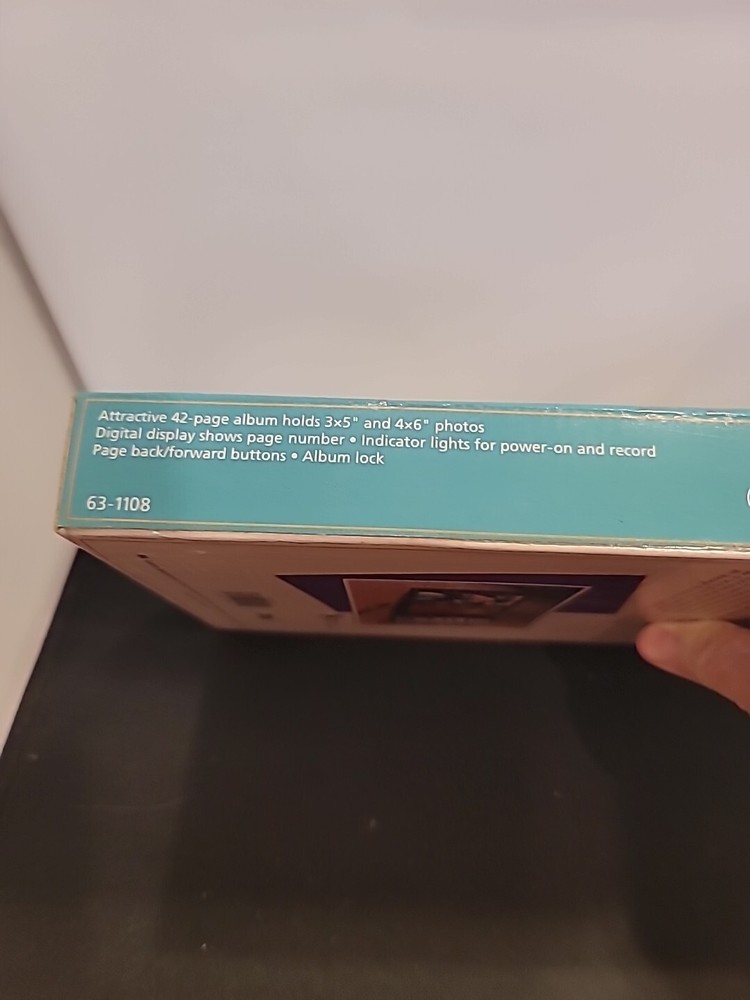 Attractive 42-page album holds 3×5" and 4×6" photos
Digital display shows page number • Indicator lights for power-on and record
Page back/forward buttons • Album lock
63-1108